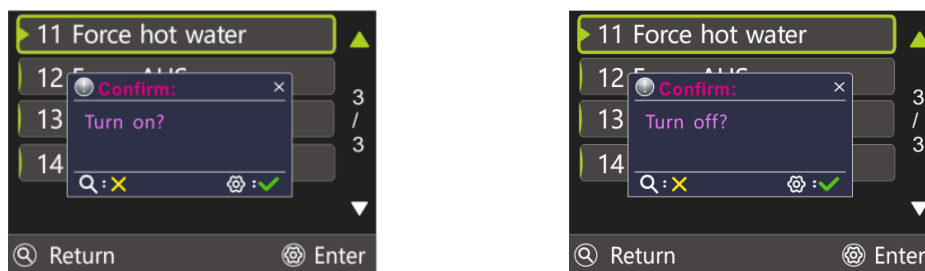 11 Force hot water
12
Confirm:
13
Turn on?
3
/
3
14
Return
Enter
11 Force hot water
12
Confirm:
13
Turn off?
3
/
3
14
Return
Enter